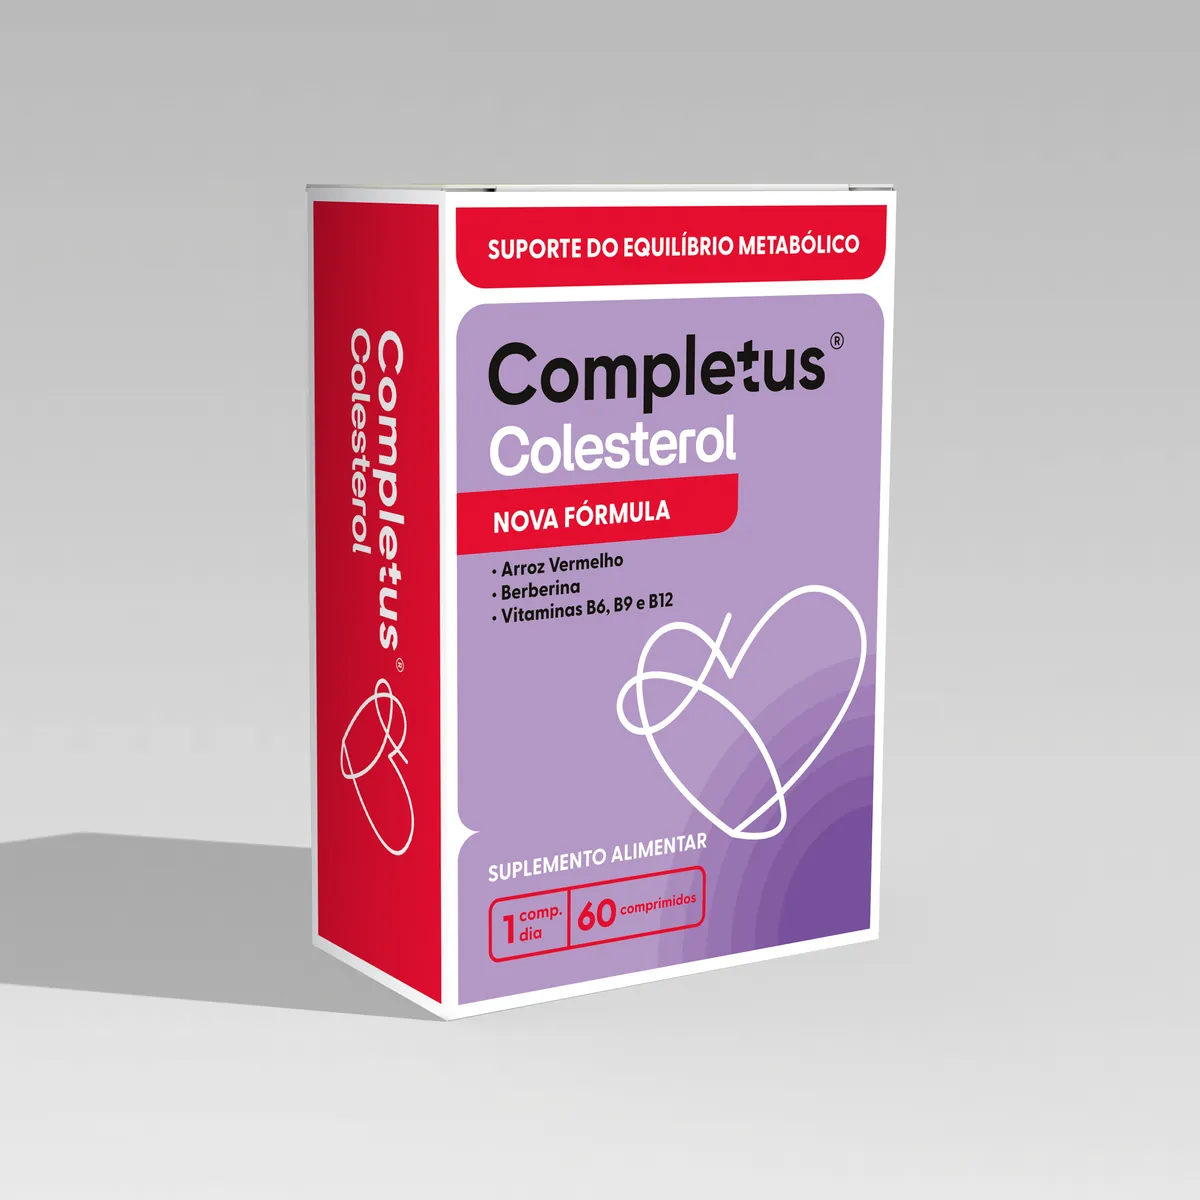 SUPORTE DO EQUILÍBRIO METABÓLICO
Completus®
Colesterol
NOVA FÓRMULA
· Arroz Vermelho
· Berberina
· Vitaminas B6, B9 e B12
SUPLEMENTO ALIMENTAR
1 comp. dia
60 comprimidos
Completus®
Colesterol